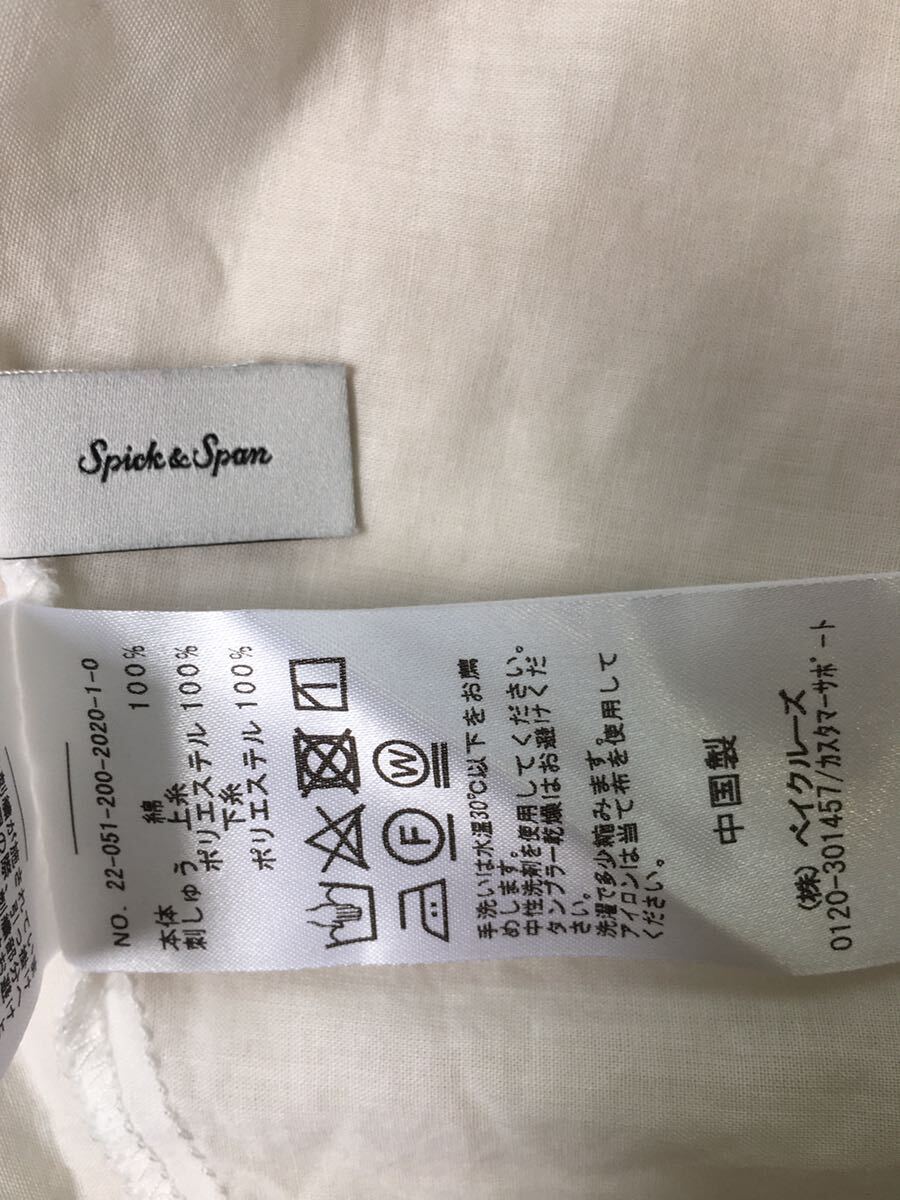 Spick & Span
NO. 22-051-200-2020-1-0
本体 綿 100%
刺しゅう 上糸
ポリエステル 100%
下糸
ポリエステル 100%
F W
手洗いは水温30℃以下をお薦
めします。
中性洗剤を使用してください。
タンブラー乾燥はお避けくだ
さい。
洗濯で多少縮みます。
アイロンは当て布を使用して
ください。
中国製
(株) ベイクルーズ
0120-301457/カスタマーサポート